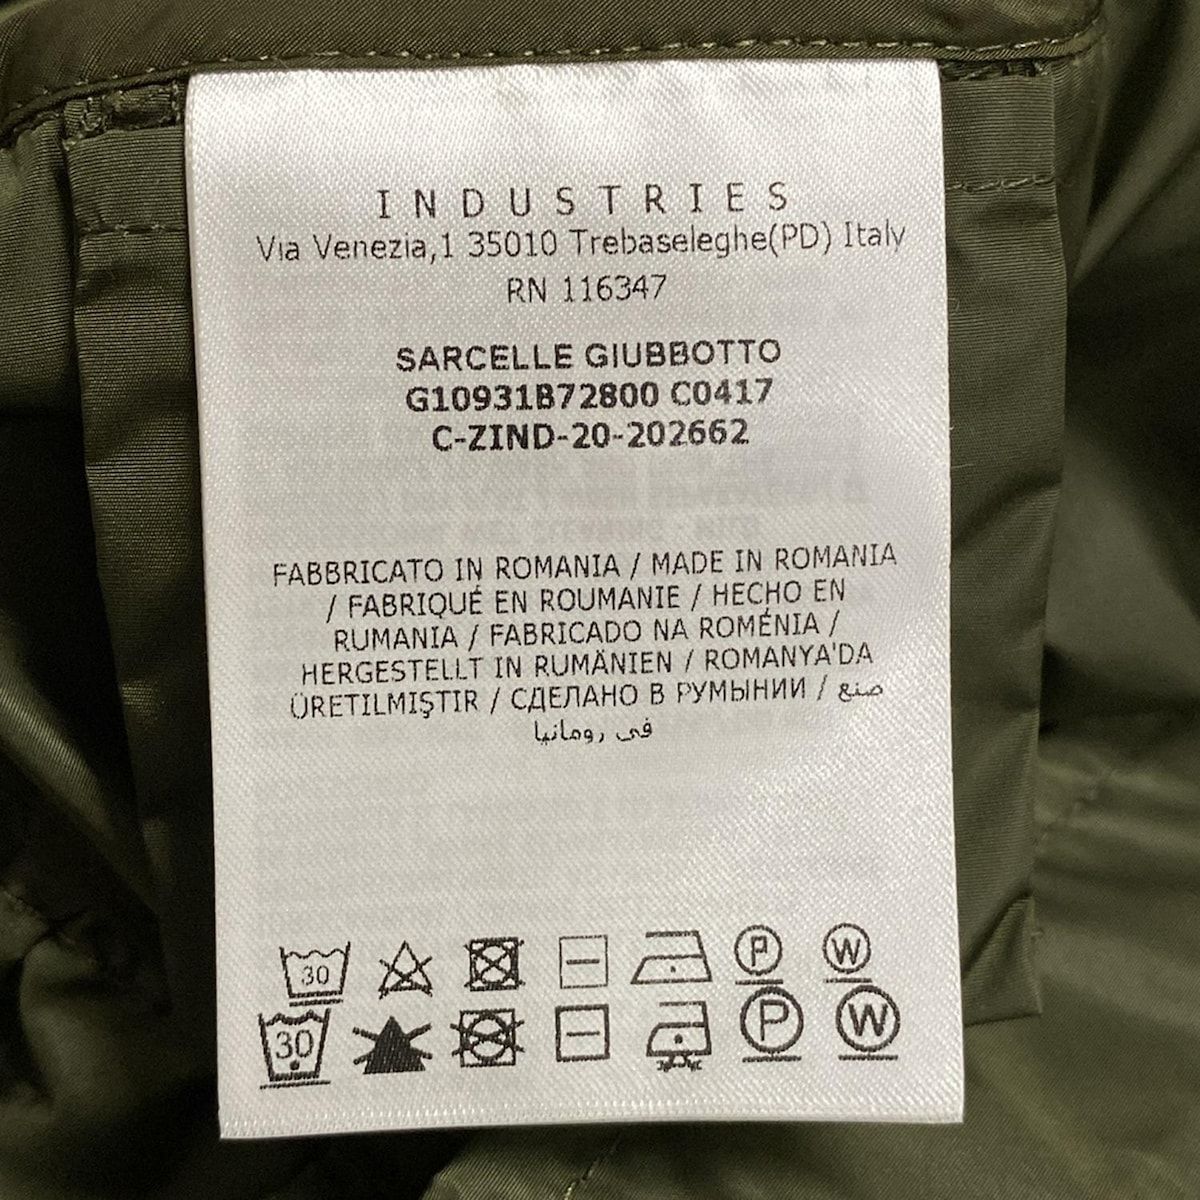 INDUSTRIES
Via Venezia,1 35010 Trebaseleghe(PD) Italy
RN 116347
SARCELLE GIUBBOTTO
G10931B72800 C0417
C-ZIND-20-202662
FABBRICATO IN ROMANIA / MADE IN ROMANIA
/ FABRIQUÉ EN ROUMANIE / HECHO EN
RUMANIA / FABRICADO NA ROMÉNIA /
HERGESTELLT IN RUMÄNIEN / ROMANYA'DA
ÜRETILMIŞTIR / СДЕЛАНО В РУМЫНИИ / صنع
في رومانيا
30 P W
30 P W